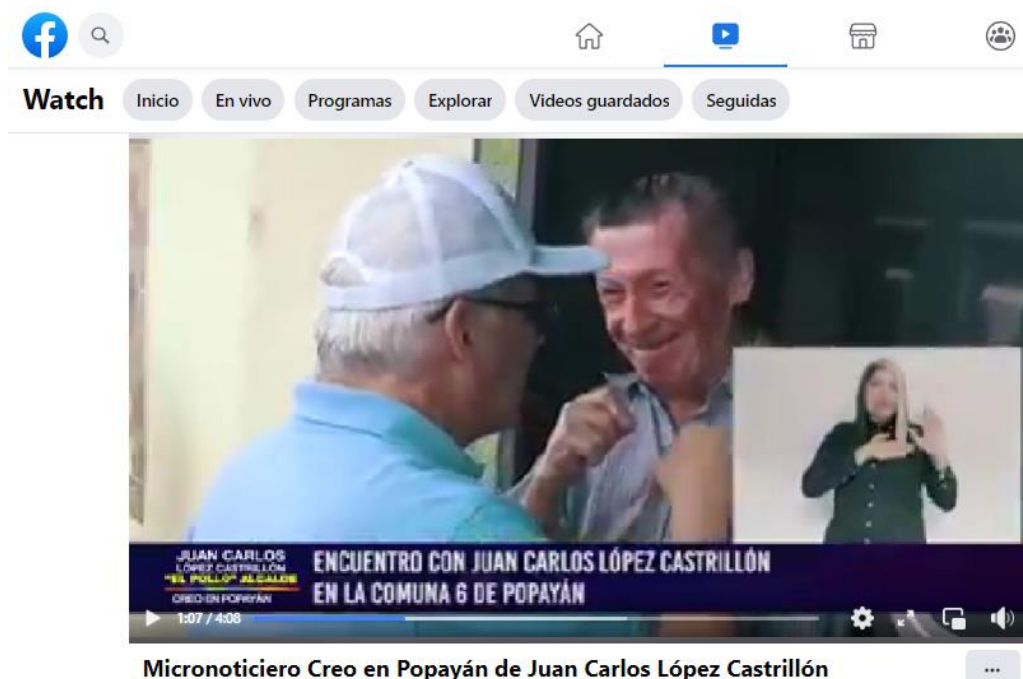 Watch
Inicio
En vivo
Programas
Explorar
Videos guardados
Seguidas
JUAN CARLOS
LÓPEZ CASTRILLÓN
"EL POLLO" ALCALDE
CREO EN POPAYÁN
ENCUENTRO CON JUAN CARLOS LÓPEZ CASTRILLÓN
EN LA COMUNA 6 DE POPAYÁN
1:07 / 4:08
Micronoticiero Creo en Popayán de Juan Carlos López Castrillón